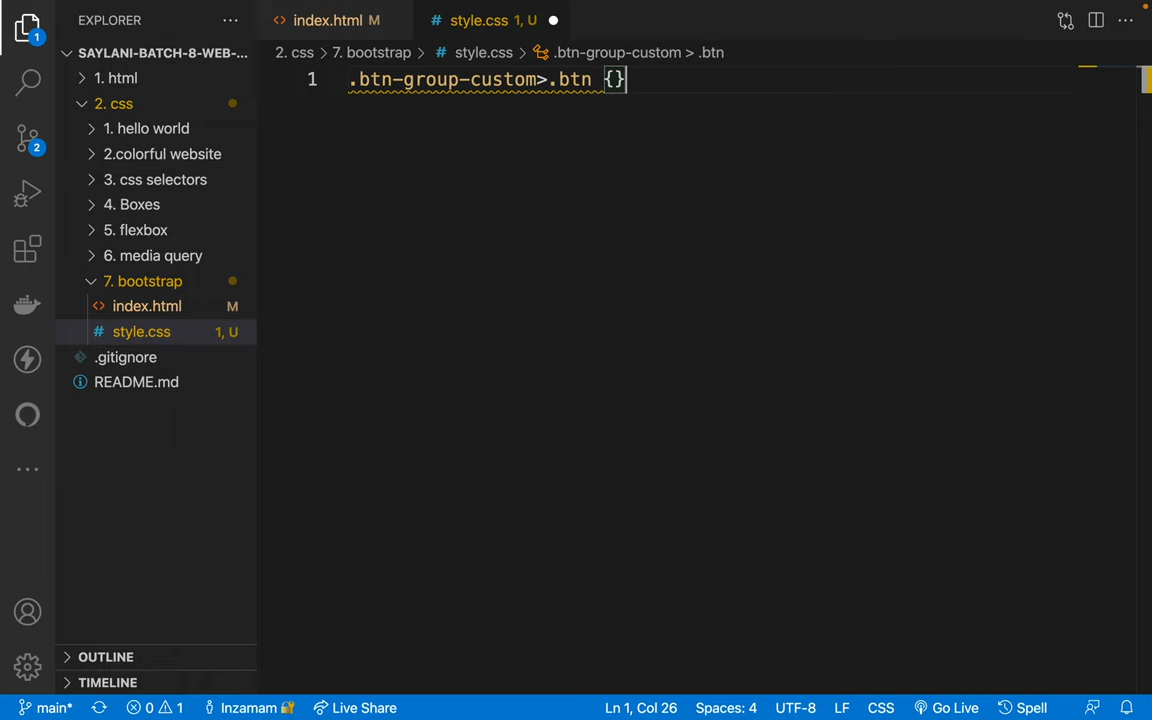 EXPLORER
SAYLANI-BATCH-8-WEB-...
1. html
2. css
1. hello world
2.colorful website
3. css selectors
4. Boxes
5. flexbox
6. media query
7. bootstrap
index.html M
style.css 1, U
.gitignore
README.md
OUTLINE
TIMELINE
1
2
index.html M
# style.css 1, U
2. css > 7. bootstrap > # style.css > .btn-group-custom > .btn
1 .btn-group-custom>.btn {}
main* 0 1 Inzamam Live Share Ln 1, Col 26 Spaces: 4 UTF-8 LF CSS Go Live Spell